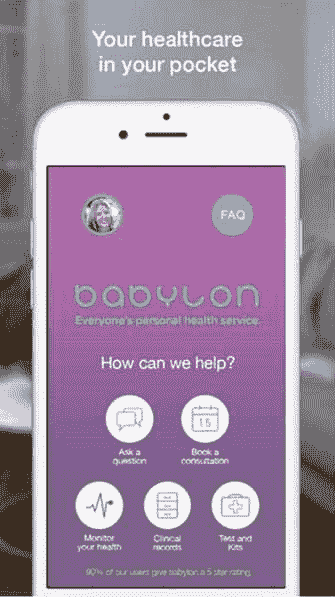 Your healthcare
in your pocket
FAQ
babylon
Everyone's personal health service.
How can we help?
Ask a
question
Book a
consultation
15
Monitor
your health
Clinical
records
Test and
Kits
90% of our users give babylon a 5 star rating